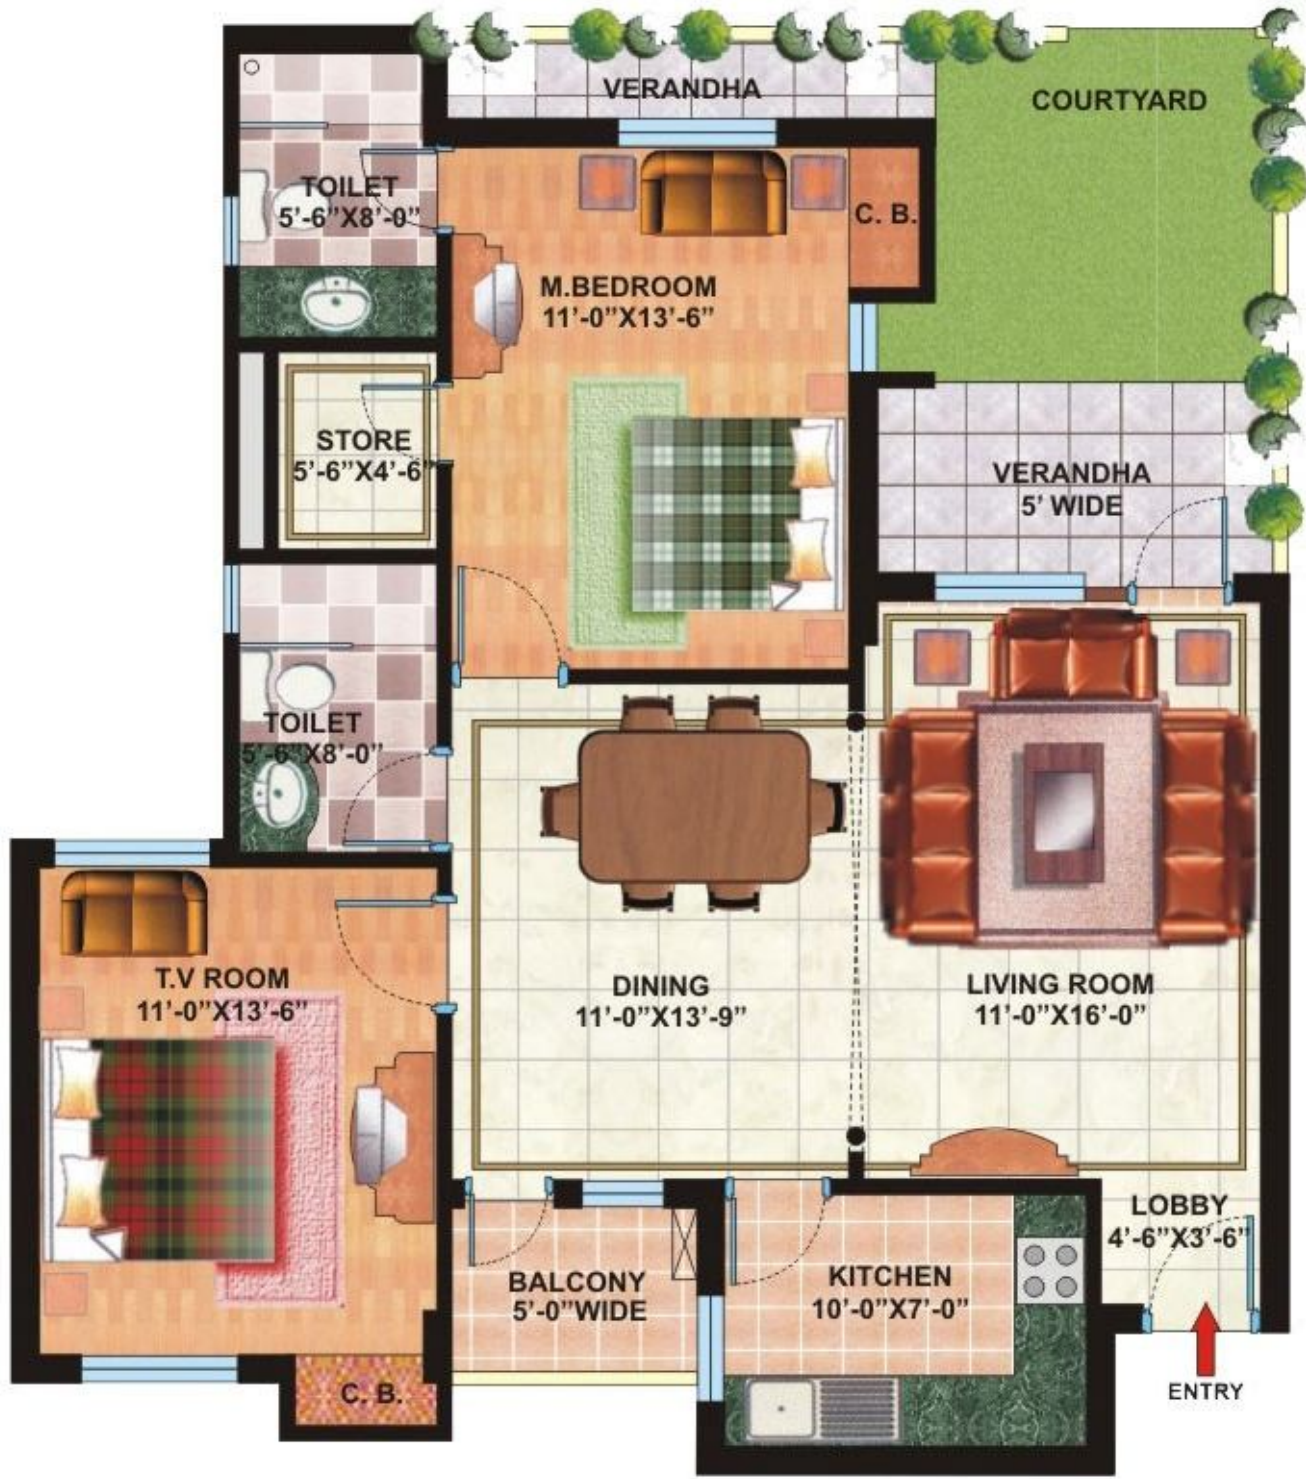 VERANDHA
COURTYARD
TOILET
5'-6"X8'-0"
C. B.
M.BEDROOM
11'-0"X13'-6"
STORE
5'-6"X4'-6"
VERANDHA
5' WIDE
TOILET
5'-6"X8'-0"
T.V ROOM
11'-0"X13'-6"
DINING
11'-0"X13'-9"
LIVING ROOM
11'-0"X16'-0"
LOBBY
4'-6"X3'-6"
BALCONY
5'-0"WIDE
KITCHEN
10'-0"X7'-0"
C. B.
ENTRY